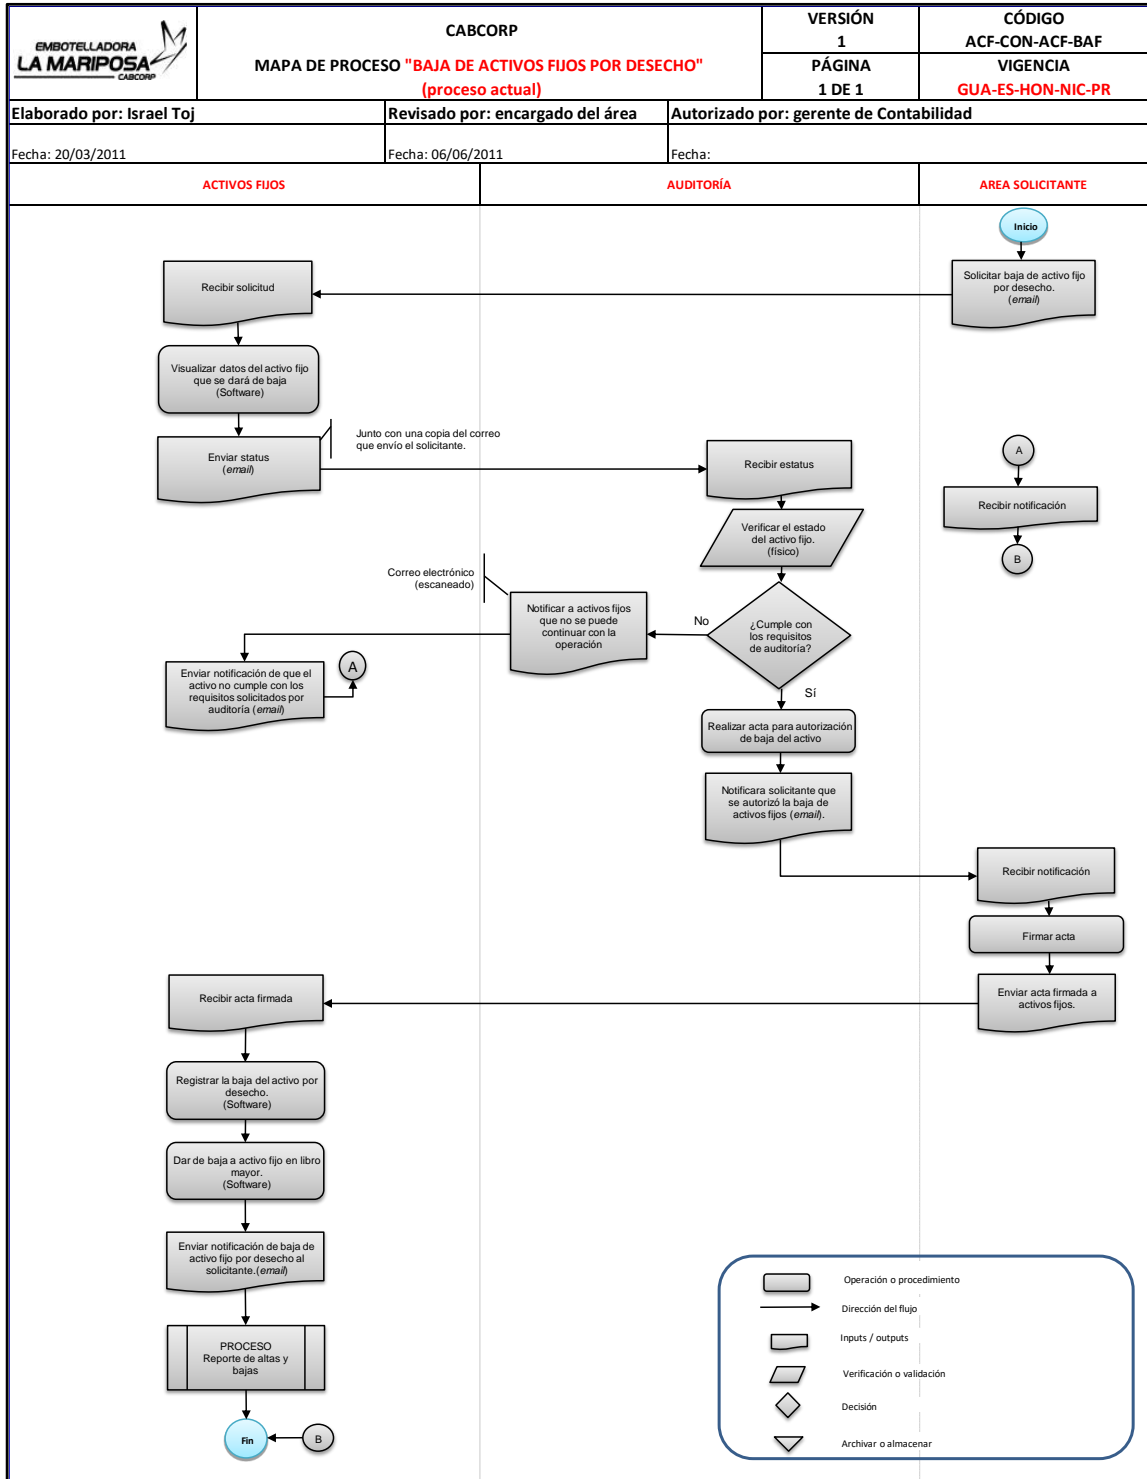 EMBOTELLADORA
LA MARIPOSA
CABCORP
CABCORP
MAPA DE PROCESO "BAJA DE ACTIVOS FIJOS POR DESECHO"
(proceso actual)
VERSIÓN
1
PÁGINA
1 DE 1
CÓDIGO
ACF-CON-ACF-BAF
VIGENCIA
GUA-ES-HON-NIC-PR
Elaborado por: Israel Toj
Revisado por: encargado del área
Autorizado por: gerente de Contabilidad
Fecha: 20/03/2011
Fecha: 06/06/2011
Fecha:
ACTIVOS FIJOS
AUDITORÍA
AREA SOLICITANTE
Inicio
Solicitar baja de activo fijo
por desecho.
(email)
Recibir solicitud
Visualizar datos del activo fijo
que se dará de baja
(Software)
Enviar status
(email)
Junto con una copia del correo
que envío el solicitante.
Recibir estatus
A
Recibir notificación
B
Verificar el estado
del activo fijo.
(físico)
Correo electrónico
(escaneado)
Notificar a activos fijos
que no se puede
continuar con la
operación
No
¿Cumple con
los requisitos
de auditoría?
Sí
Enviar notificación de que el
activo no cumple con los
requisitos solicitados por
auditoría (email)
A
Realizar acta para autorización
de baja del activo
Notificara solicitante que
se autorizó la baja de
activos fijos (email).
Recibir notificación
Firmar acta
Enviar acta firmada a
activos fijos.
Recibir acta firmada
Registrar la baja del activo por
desecho.
(Software)
Dar de baja a activo fijo en libro
mayor.
(Software)
Enviar notificación de baja de
activo fijo por desecho al
solicitante.(email)
PROCESO
Reporte de altas y
bajas
Fin
B
Operación o procedimiento
Dirección del flujo
Inputs / outputs
Verificación o validación
Decisión
Archivar o almacenar